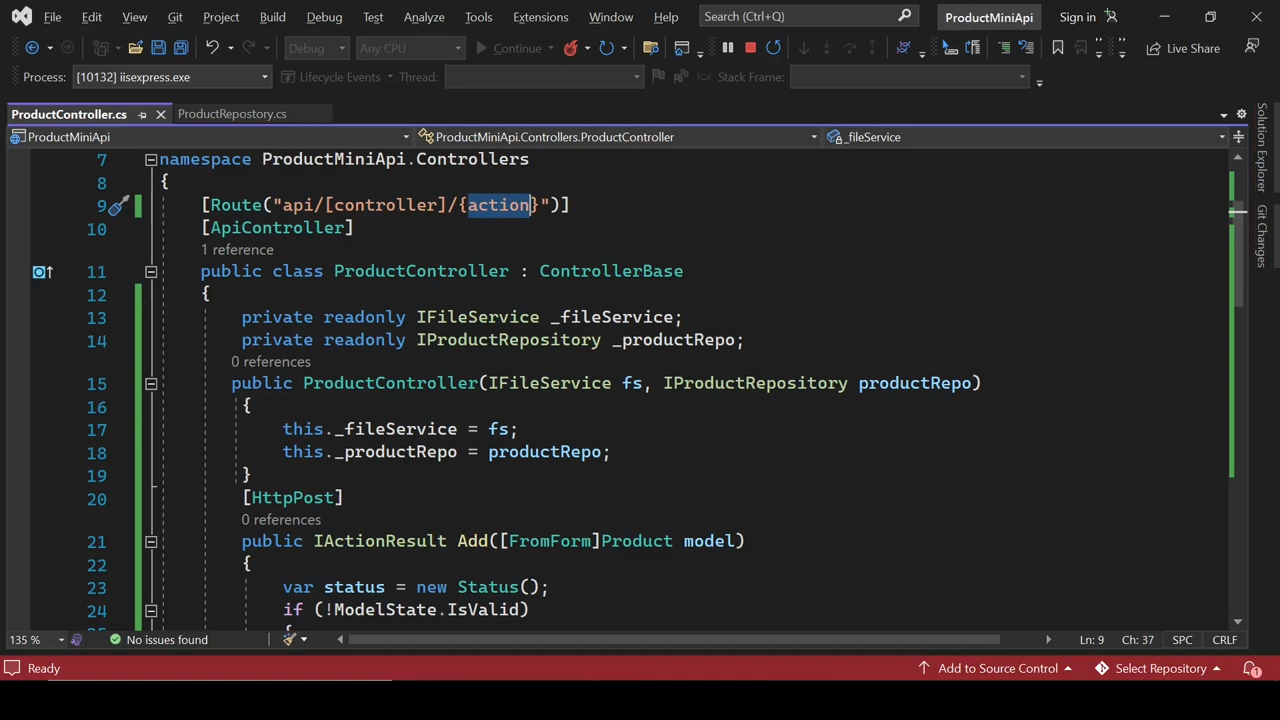 File Edit View Git Project Build Debug Test Analyze Tools Extensions Window Help Search (Ctrl+Q) ProductMiniApi Sign in
Debug Any CPU Continue Live Share
Process: [10132] iisexpress.exe Lifecycle Events Thread: Stack Frame:
ProductController.cs ProductRepostory.cs
ProductMiniApi ProductMiniApi.Controllers.ProductController _fileService
7 namespace ProductMiniApi.Controllers
8 {
9 [Route("api/[controller]/{action}")]
10 [ApiController]
1 reference
11 public class ProductController : ControllerBase
12 {
13 private readonly IFileService _fileService;
14 private readonly IProductRepository _productRepo;
0 references
15 public ProductController(IFileService fs, IProductRepository productRepo)
16 {
17 this._fileService = fs;
18 this._productRepo = productRepo;
19 }
20 [HttpPost]
0 references
21 public IActionResult Add([FromForm]Product model)
22 {
23 var status = new Status();
24 if (!ModelState.IsValid)
135 % No issues found Ln: 9 Ch: 37 SPC CRLF
Ready Add to Source Control Select Repository 1
Solution Explorer
Git Changes